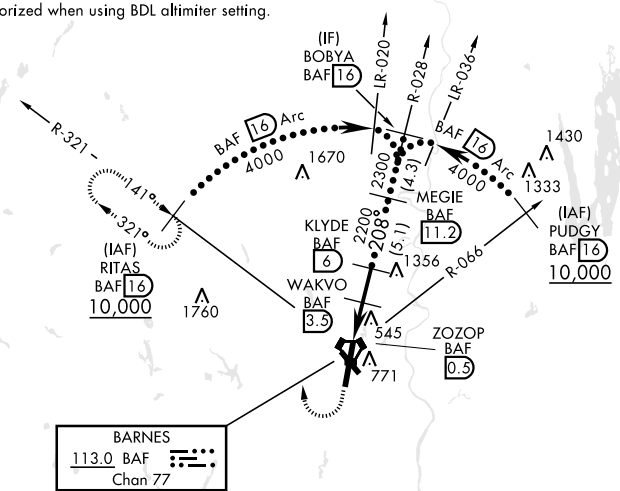 orized when using BDL altimiter setting.
(IF)
BOBYA
BAF 16
LR-020
R-028
LR-036
R-321
BAF 16 Arc
4000
1670
BAF 16 Arc
4000
1430
1333
141°
321°
2300
(4.3)
MEGIE
BAF
11.2
(IAF)
PUDGY
BAF 16
10,000
KLYDE
BAF
6
2200
208°
(5.1)
1356
R-066
(IAF)
RITAS
BAF 16
10,000
1760
WAKVO
BAF
3.5
545
ZOZOP
BAF
0.5
771
BARNES
113.0 BAF
Chan 77